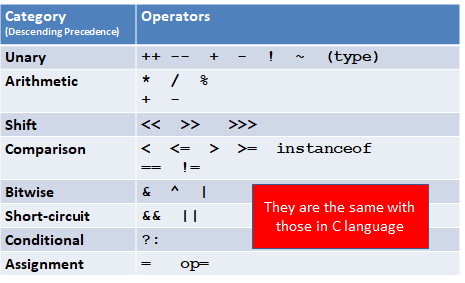 Category Operators
(Descending Precedence)
Unary ++ -- + - ! ~ (type)
Arithmetic * / %
+ -
Shift << >> >>>
Comparison < <= > >= instanceof
== !=
Bitwise & ^ |
Short-circuit && ||
Conditional ?:
Assignment = op=
They are the same with
those in C language